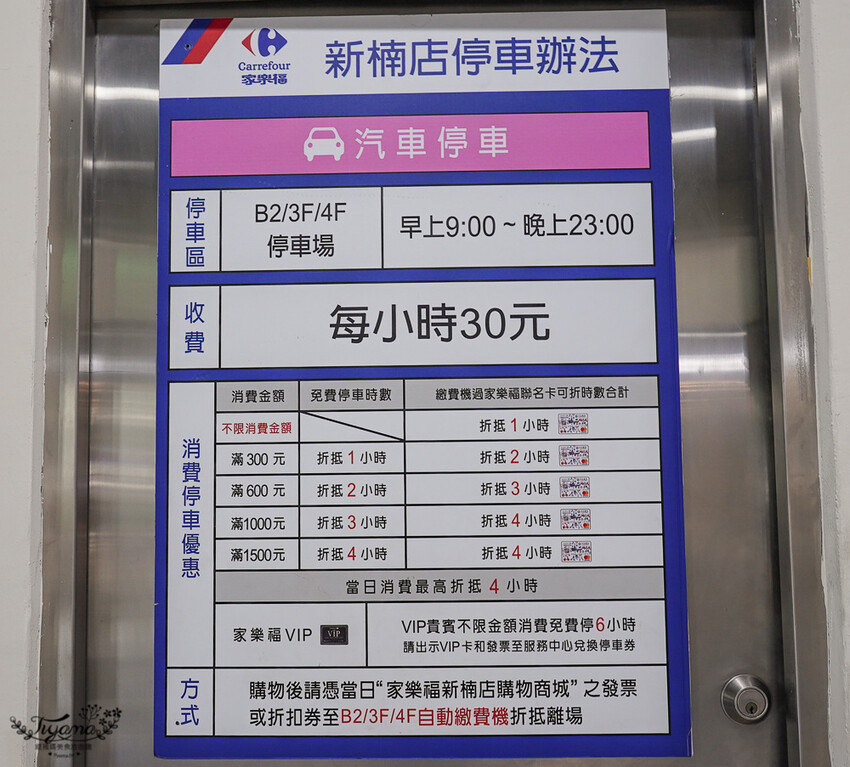 Carrefour
家樂福
新楠店停車辦法
汽車停車
停車區
B2/3F/4F
停車場
早上9:00 ~ 晚上23:00
收費
每小時30元
消費停車優惠
消費金額 免費停車時數 繳費機過家樂福聯名卡可折時數合計
不限消費金額 折抵 1 小時
滿 300 元 折抵 1 小時 折抵 2 小時
滿 600 元 折抵 2 小時 折抵 3 小時
滿1000元 折抵 3 小時 折抵 4 小時
滿1500元 折抵 4 小時 折抵 4 小時
當日消費最高折抵 4 小時
家樂福 VIP VIP
VIP貴賓不限金額消費免費停6小時
請出示VIP卡和發票至服務中心兌換停車券
方式
購物後請憑當日“家樂福新楠店購物商城” 之發票
或折扣券至B2/3F/4F自動繳費機折抵離場
Tiyama